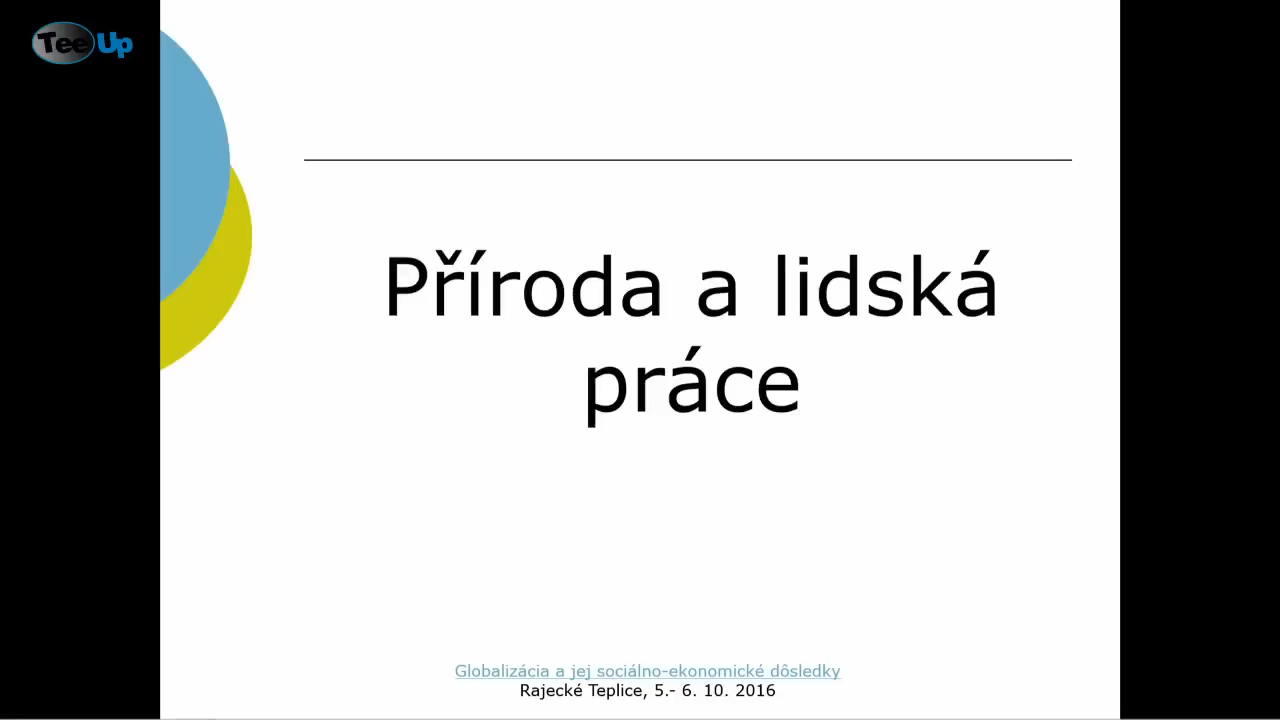 TeeUp
Příroda a lidská
práce
Globalizácia a jej sociálno-ekonomické dôsledky
Rajecké Teplice, 5.- 6. 10. 2016